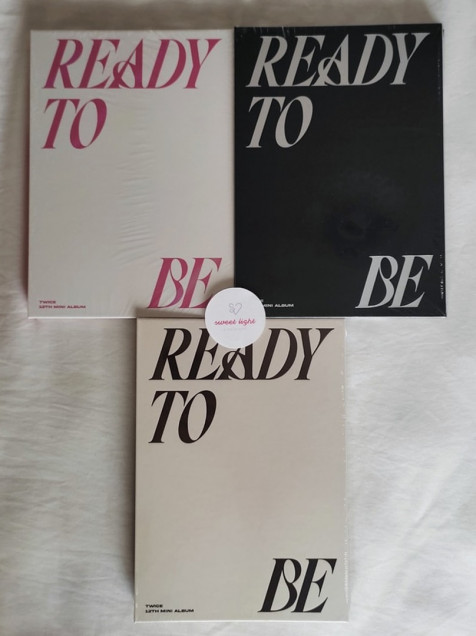 READY
TO
BE
TWICE
12TH MINI ALBUM
READY
TO
BE
MINI ALBUM
sweet light
READY
TO
BE
TWICE
12TH MINI ALBUM